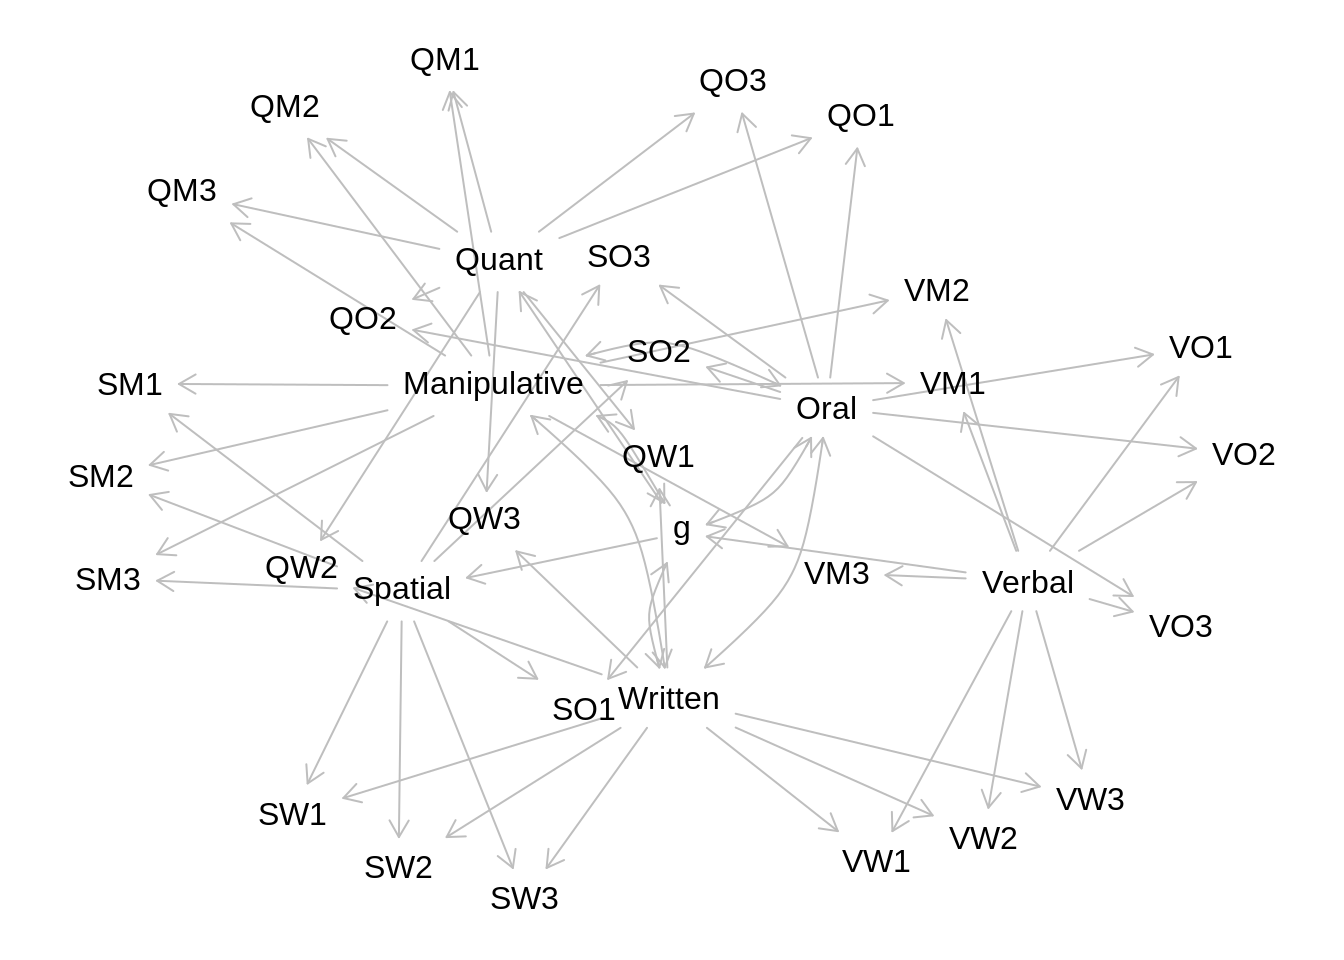 QM1
QO3
QM2
QO1
QM3
Quant
SO3
VM2
QO2
VO1
SO2
SM1
Manipulative
VM1
Oral
QW1
VO2
SM2
QW3
g
QW2
SM3
Spatial
VM3
Verbal
VO3
SO1
Written
SW1
VW3
VW2
SW2
VW1
SW3